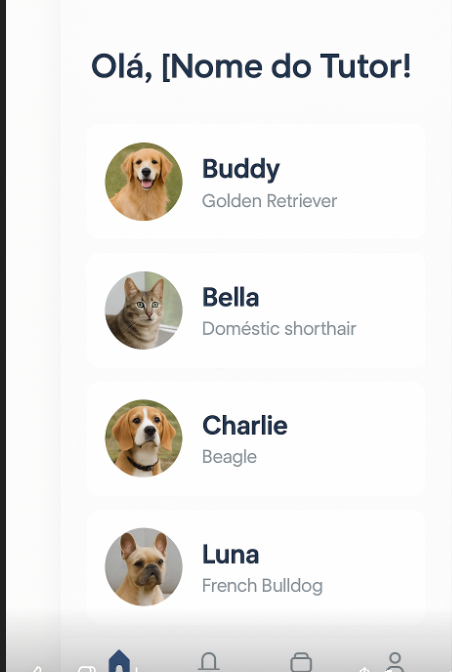 Olá, [Nome do Tutor!
Buddy
Golden Retriever
Bella
Doméstic shorthair
Charlie
Beagle
Luna
French Bulldog